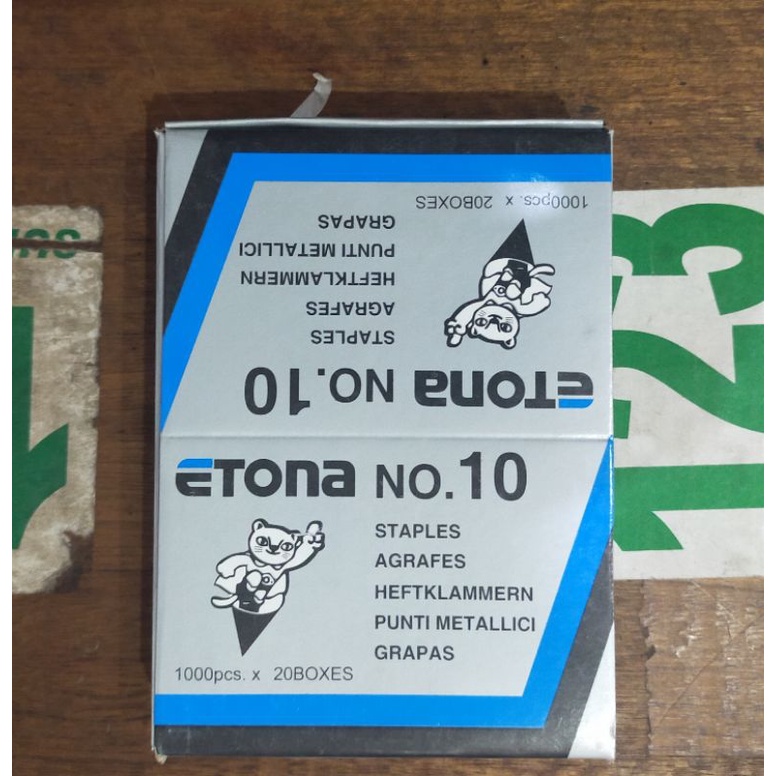 1000pcs. x 20BOXES
GRAPAS
PUNTI METALLICI
HEFTKLAMMERN
AGRAFES
STAPLES
ETONA NO.10
ETONA NO.10
STAPLES
AGRAFES
HEFTKLAMMERN
PUNTI METALLICI
GRAPAS
1000pcs. x 20BOXES
123